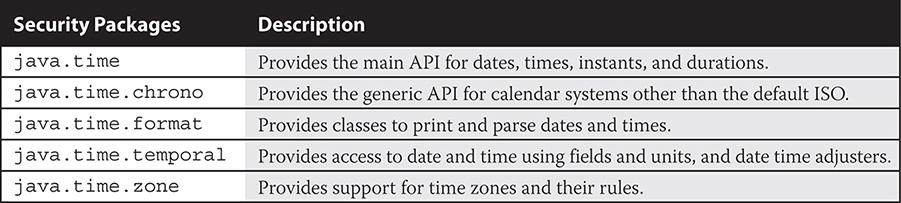 Security Packages Description
java.time Provides the main API for dates, times, instants, and durations.
java.time.chrono Provides the generic API for calendar systems other than the default ISO.
java.time.format Provides classes to print and parse dates and times.
java.time.temporal Provides access to date and time using fields and units, and date time adjusters.
java.time.zone Provides support for time zones and their rules.